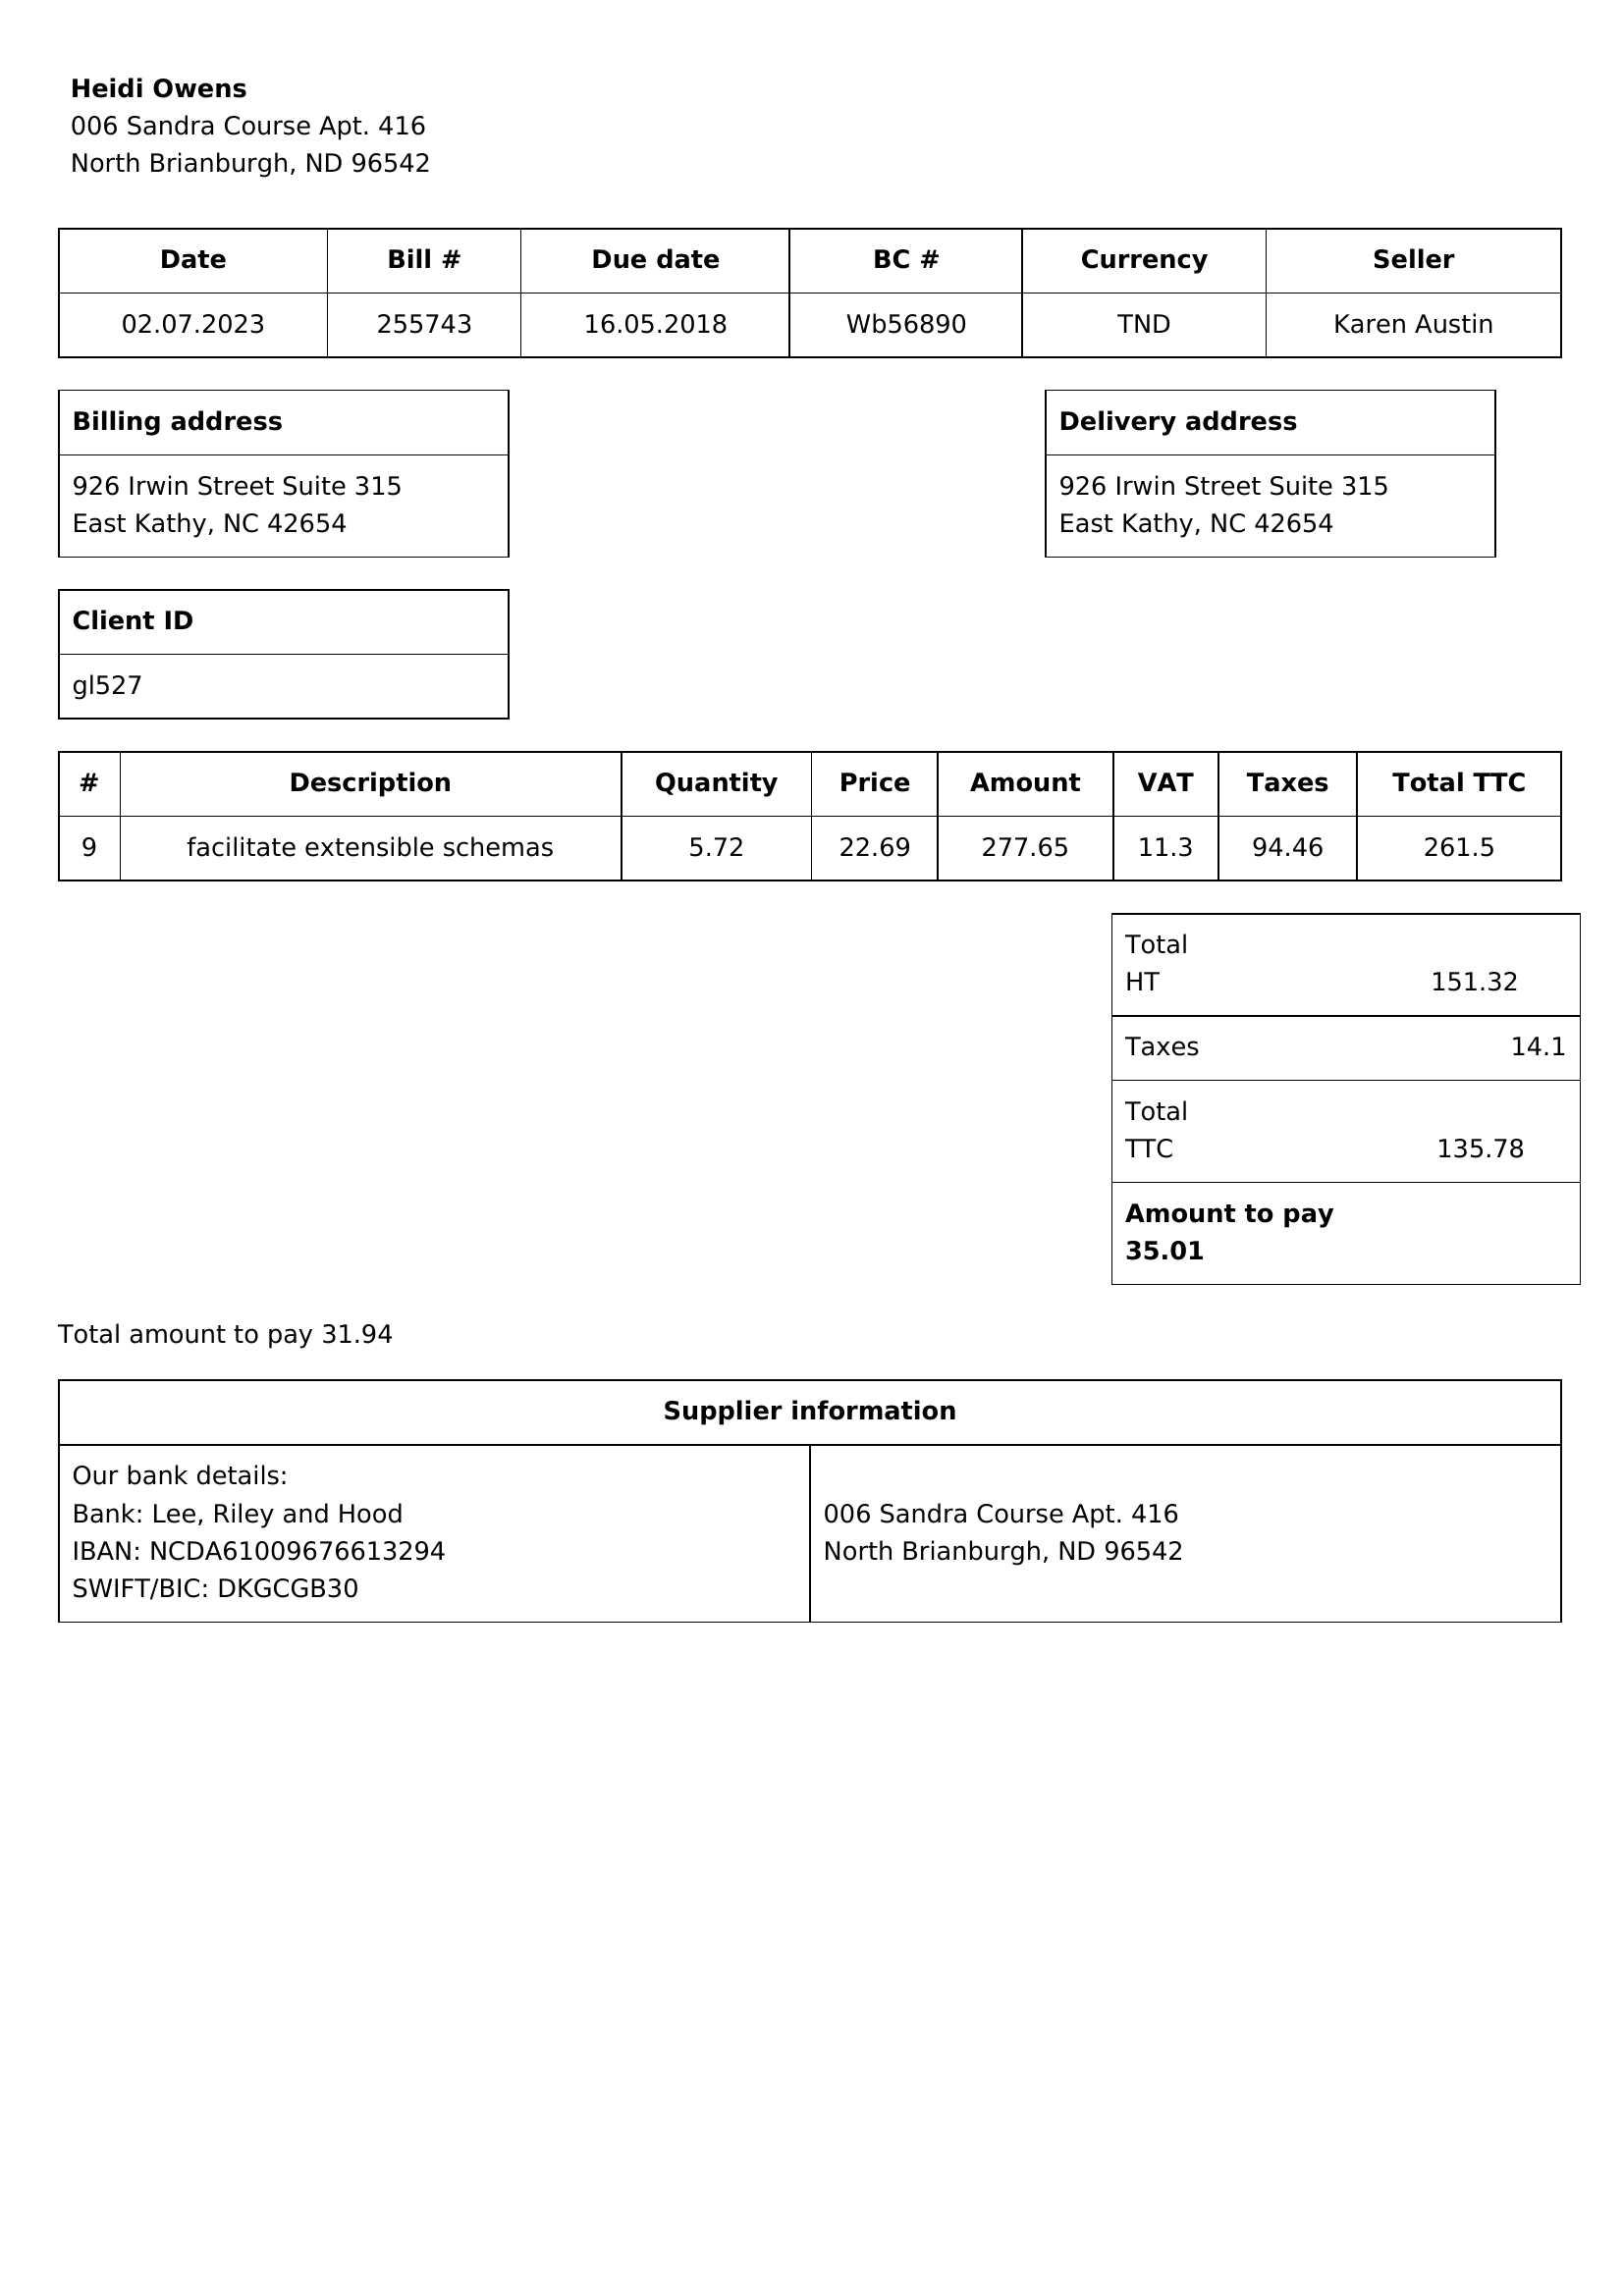 Heidi Owens
006 Sandra Course Apt. 416
North Brianburgh, ND 96542
Date Bill # Due date BC # Currency Seller
02.07.2023 255743 16.05.2018 Wb56890 TND Karen Austin
Billing address
926 Irwin Street Suite 315
East Kathy, NC 42654
Delivery address
926 Irwin Street Suite 315
East Kathy, NC 42654
Client ID
gl527
# Description Quantity Price Amount VAT Taxes Total TTC
9 facilitate extensible schemas 5.72 22.69 277.65 11.3 94.46 261.5
Total
HT 151.32
Taxes 14.1
Total
TTC 135.78
Amount to pay
35.01
Total amount to pay 31.94
Supplier information
Our bank details:
Bank: Lee, Riley and Hood
IBAN: NCDA61009676613294
SWIFT/BIC: DKGCGB30
006 Sandra Course Apt. 416
North Brianburgh, ND 96542